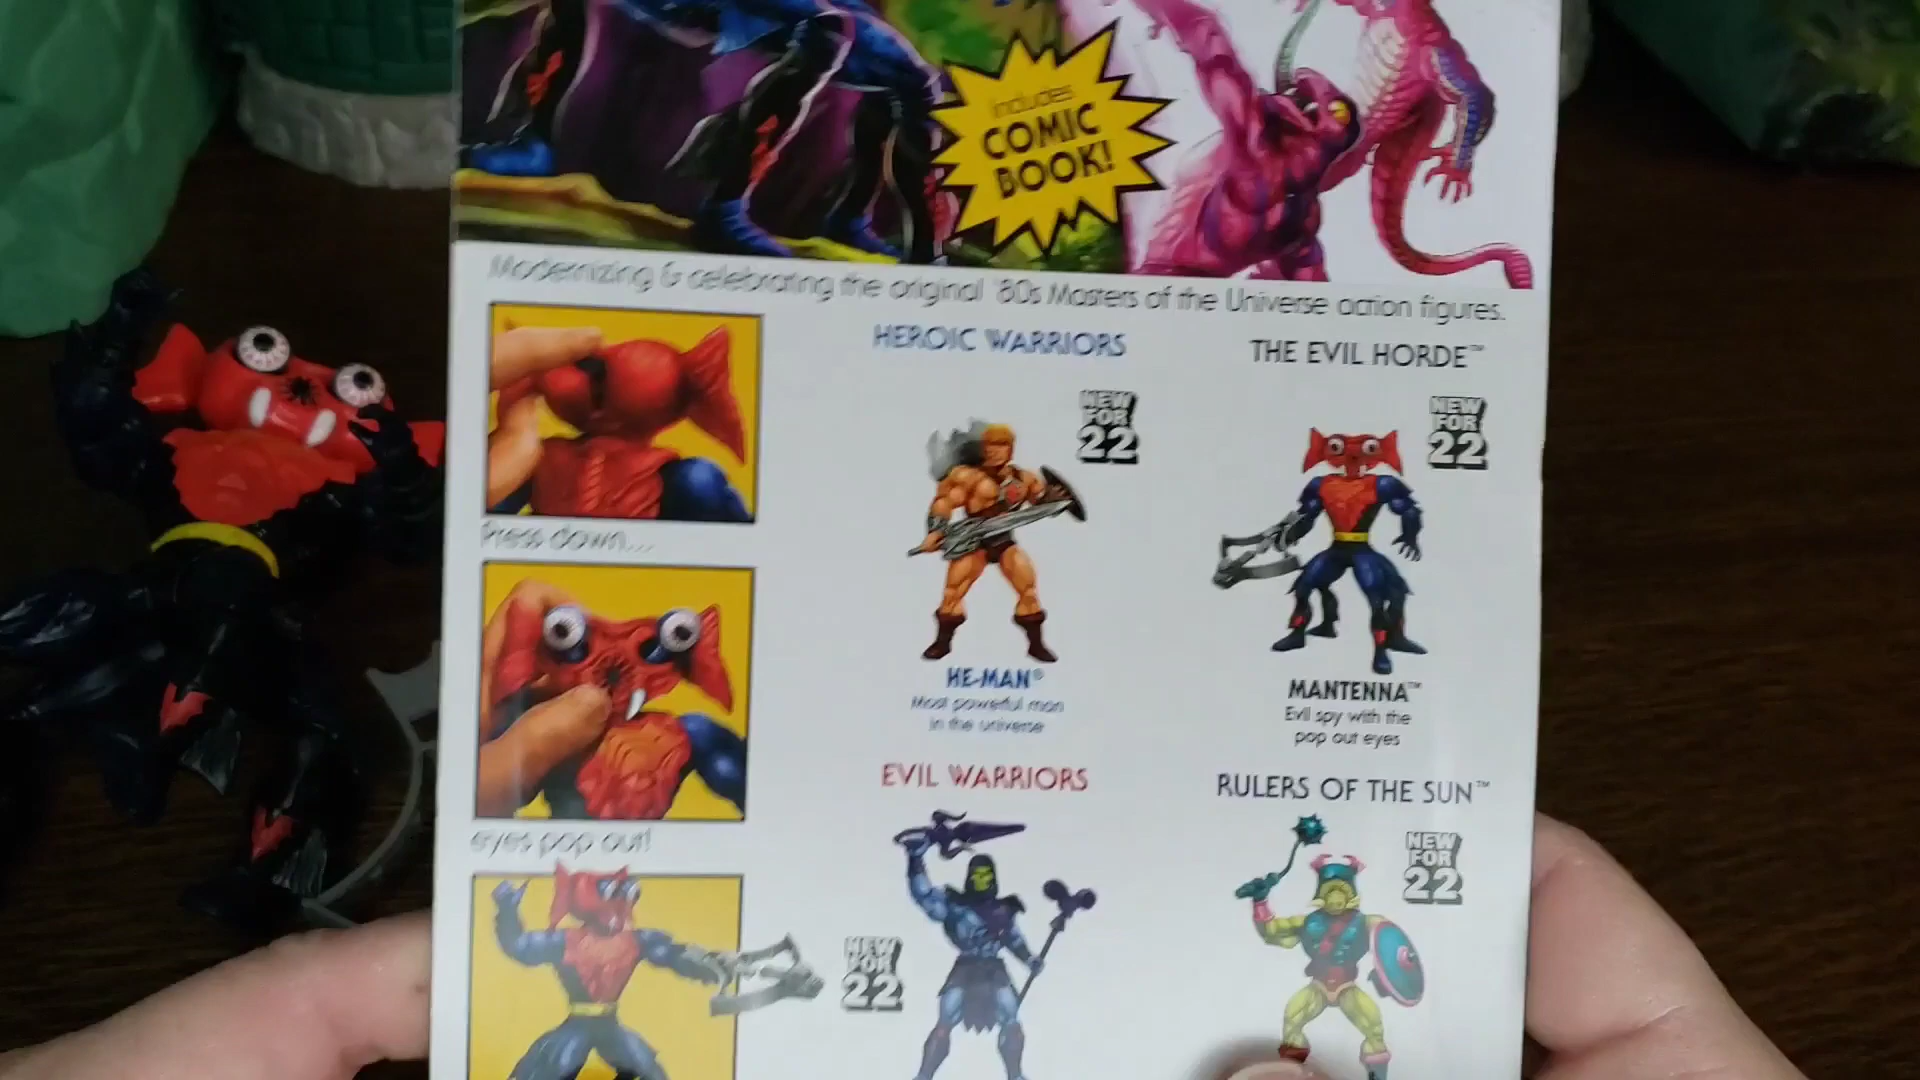 Includes
COMIC
BOOK!
Modernizing & celebrating the original '80s Masters of the Universe action figures.
Press down...
eyes pop out!
HEROIC WARRIORS
NEW
FOR
22
HE-MAN®
Most powerful man
in the universe
THE EVIL HORDE™
NEW
FOR
22
MANTENNA™
Evil spy with the
pop out eyes
EVIL WARRIORS
NEW
FOR
22
RULERS OF THE SUN™
NEW
FOR
22